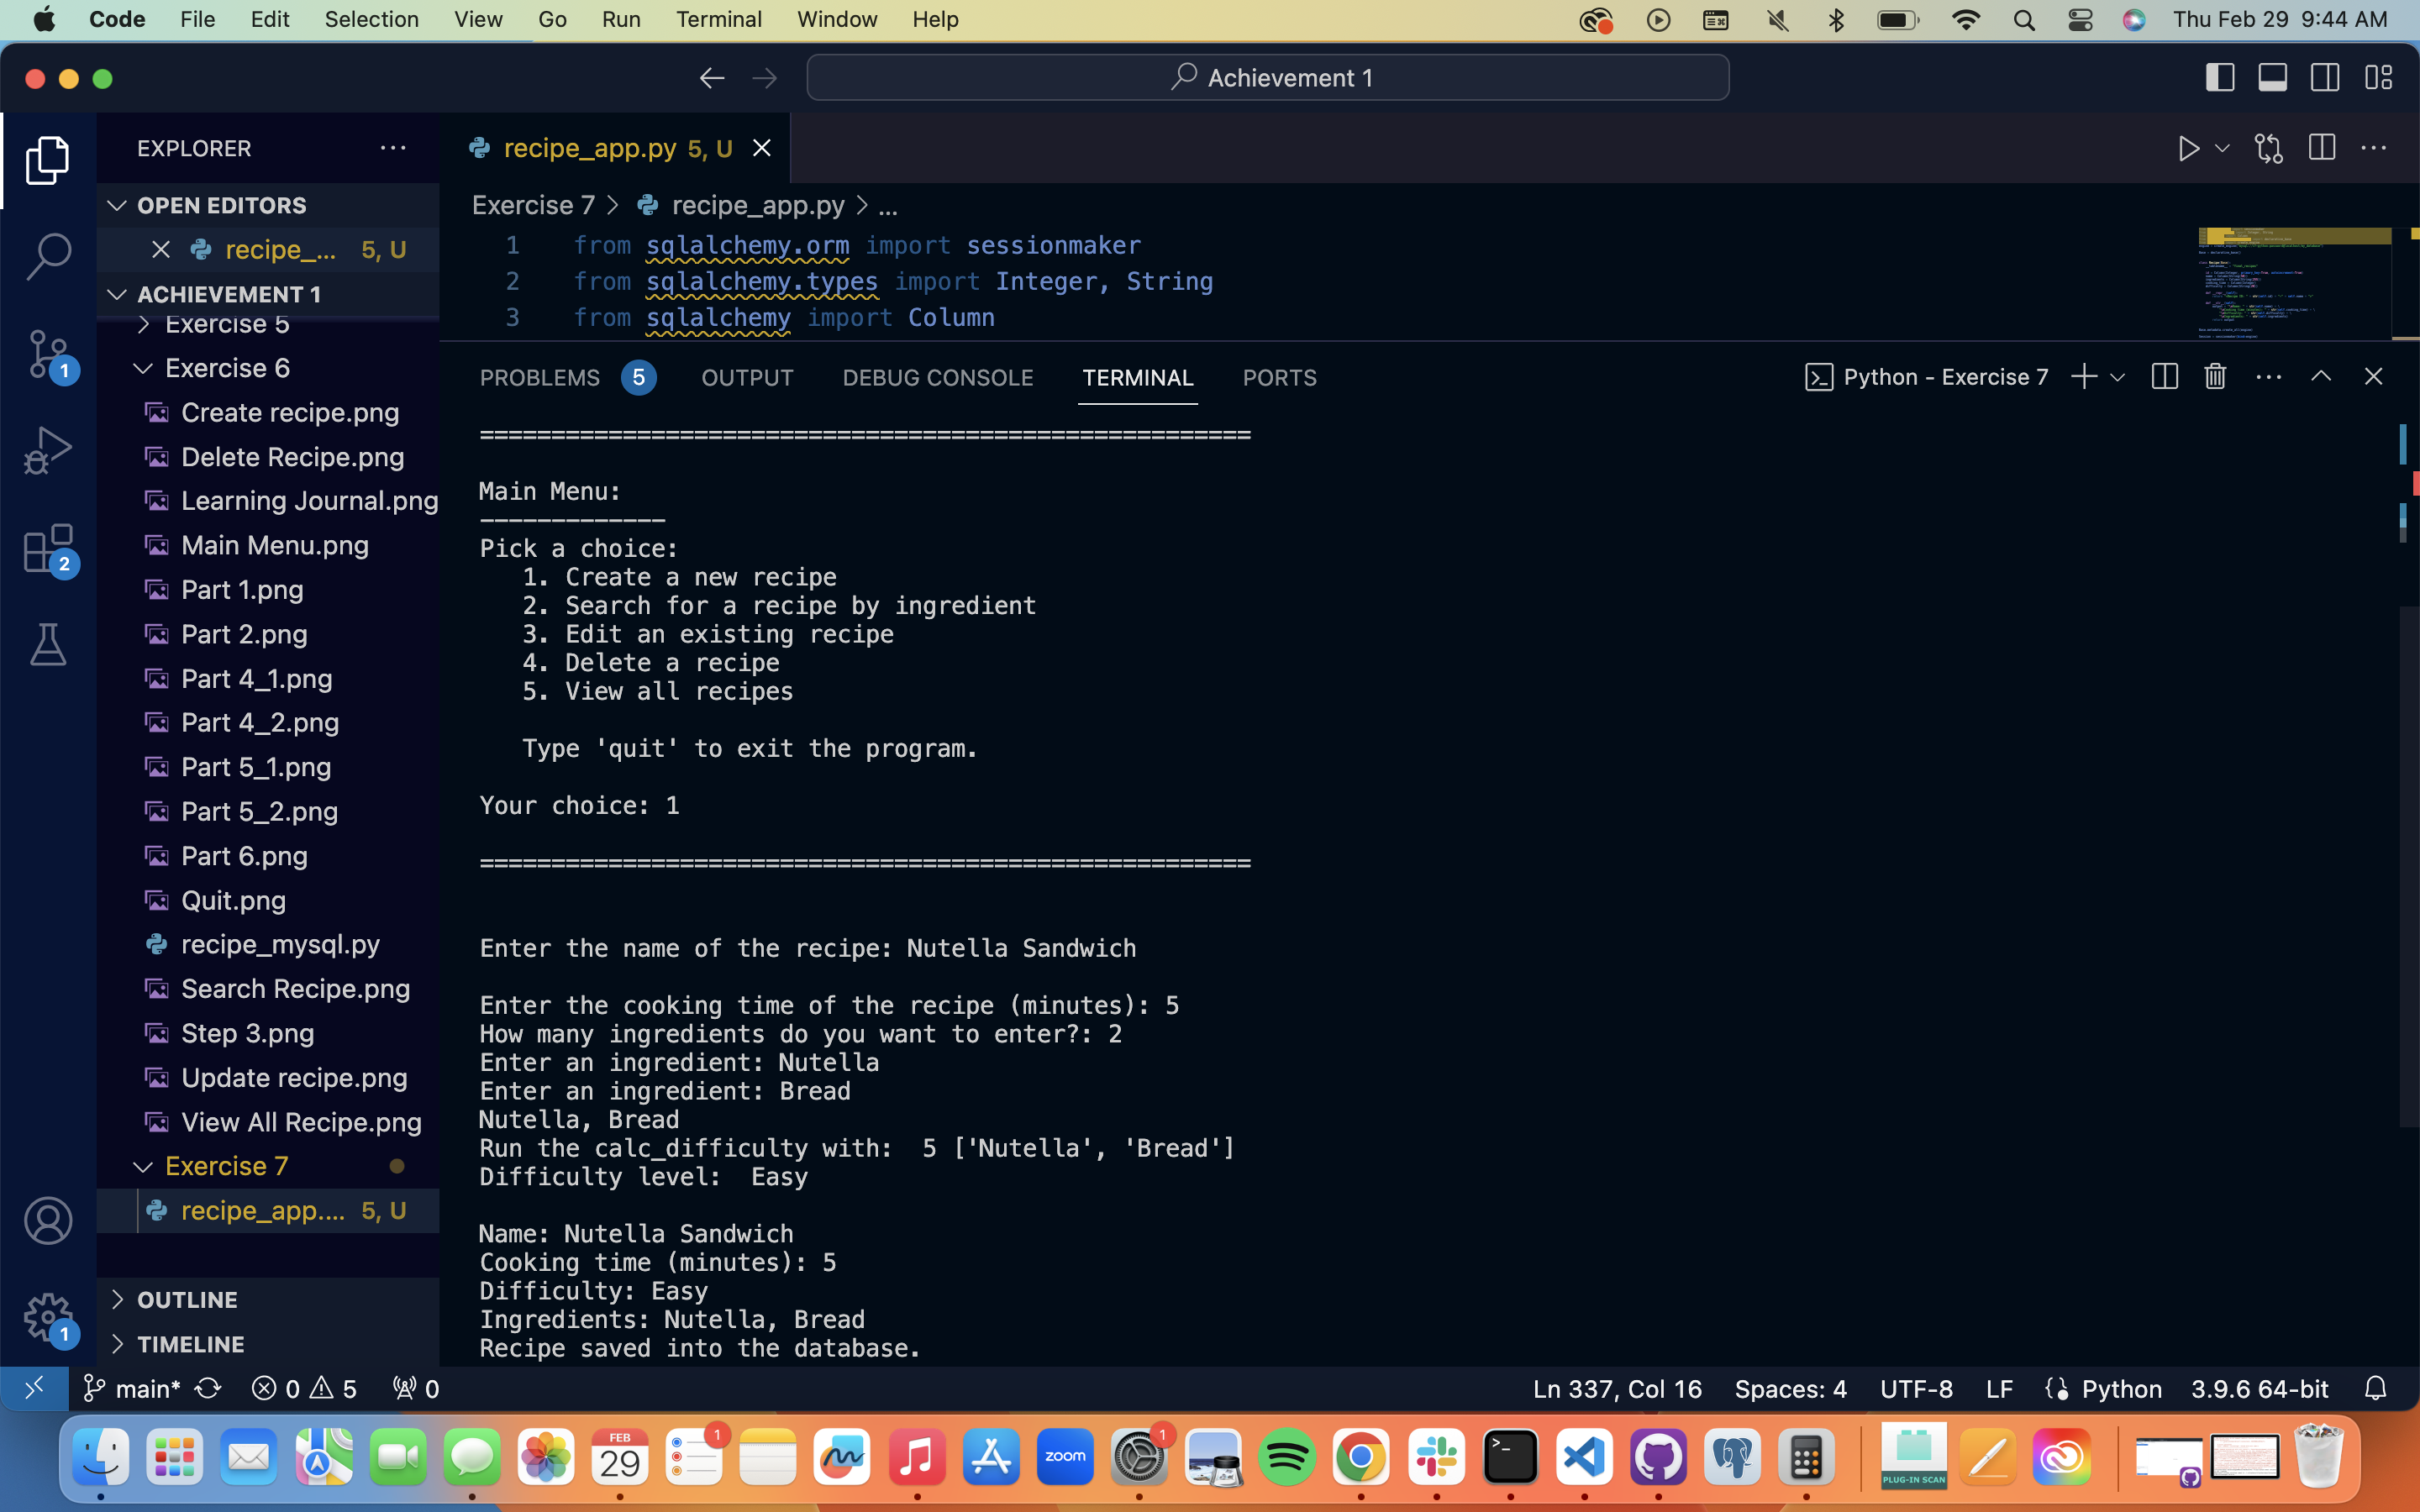 Code File Edit Selection View Go Run Terminal Window Help Thu Feb 29 9:44 AM
Achievement 1
EXPLORER
OPEN EDITORS
recipe_... 5, U
ACHIEVEMENT 1
Exercise 5
Exercise 6
Create recipe.png
Delete Recipe.png
Learning Journal.png
Main Menu.png
Part 1.png
Part 2.png
Part 4_1.png
Part 4_2.png
Part 5_1.png
Part 5_2.png
Part 6.png
Quit.png
recipe_mysql.py
Search Recipe.png
Step 3.png
Update recipe.png
View All Recipe.png
Exercise 7
recipe_app.... 5, U
OUTLINE
TIMELINE
1
2
1
recipe_app.py 5, U
Exercise 7 > recipe_app.py > ...
1 from sqlalchemy.orm import sessionmaker
2 from sqlalchemy.types import Integer, String
3 from sqlalchemy import Column
PROBLEMS 5 OUTPUT DEBUG CONSOLE TERMINAL PORTS Python - Exercise 7
======================================================
Main Menu:
-------------
Pick a choice:
1. Create a new recipe
2. Search for a recipe by ingredient
3. Edit an existing recipe
4. Delete a recipe
5. View all recipes
Type 'quit' to exit the program.
Your choice: 1
======================================================
Enter the name of the recipe: Nutella Sandwich
Enter the cooking time of the recipe (minutes): 5
How many ingredients do you want to enter?: 2
Enter an ingredient: Nutella
Enter an ingredient: Bread
Nutella, Bread
Run the calc_difficulty with:  5 ['Nutella', 'Bread']
Difficulty level:  Easy
Name: Nutella Sandwich
Cooking time (minutes): 5
Difficulty: Easy
Ingredients: Nutella, Bread
Recipe saved into the database.
main* 0 5 0 Ln 337, Col 16 Spaces: 4 UTF-8 LF Python 3.9.6 64-bit
FEB
29
1
zoom
1
PLUG-IN SCAN